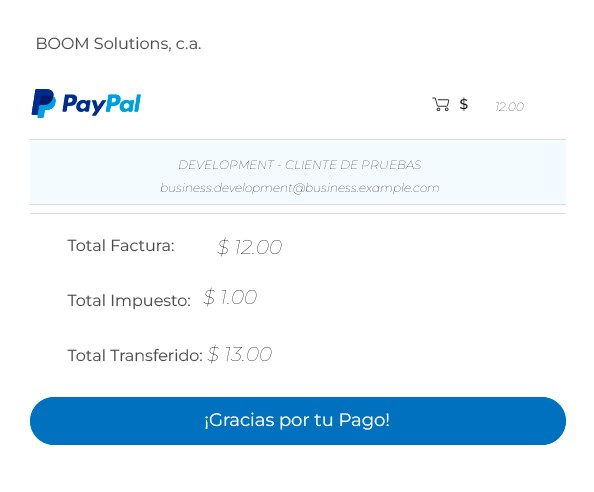 BOOM Solutions, c.a.
PayPal $ 12.00
DEVELOPMENT - CLIENTE DE PRUEBAS
business.development@business.example.com
Total Factura: $ 12.00
Total Impuesto: $ 1.00
Total Transferido: $ 13.00
¡Gracias por tu Pago!